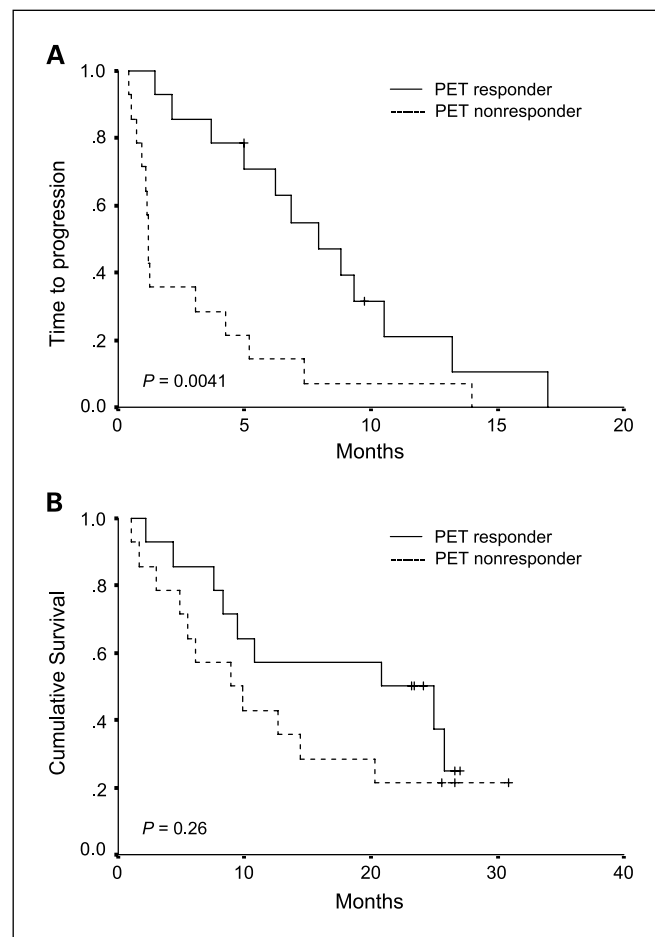 A
1.0
.8
.6
.4
.2
0.0
Time to progression
PET responder
PET nonresponder
P = 0.0041
0 5 10 15 20
Months
B
1.0
.8
.6
.4
.2
0.0
Cumulative Survival
PET responder
PET nonresponder
P = 0.26
0 10 20 30 40
Months